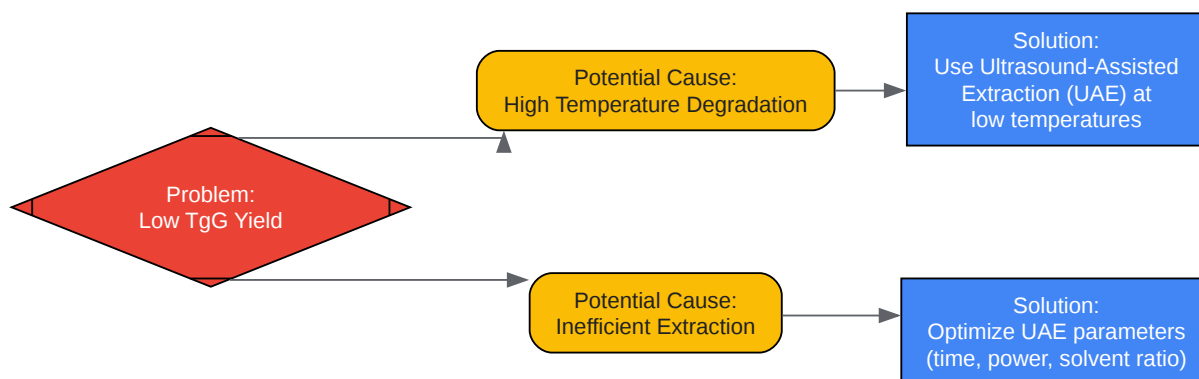 Problem:
Low TgG Yield
Potential Cause:
High Temperature Degradation
Solution:
Use Ultrasound-Assisted
Extraction (UAE) at
low temperatures
Potential Cause:
Inefficient Extraction
Solution:
Optimize UAE parameters
(time, power, solvent ratio)